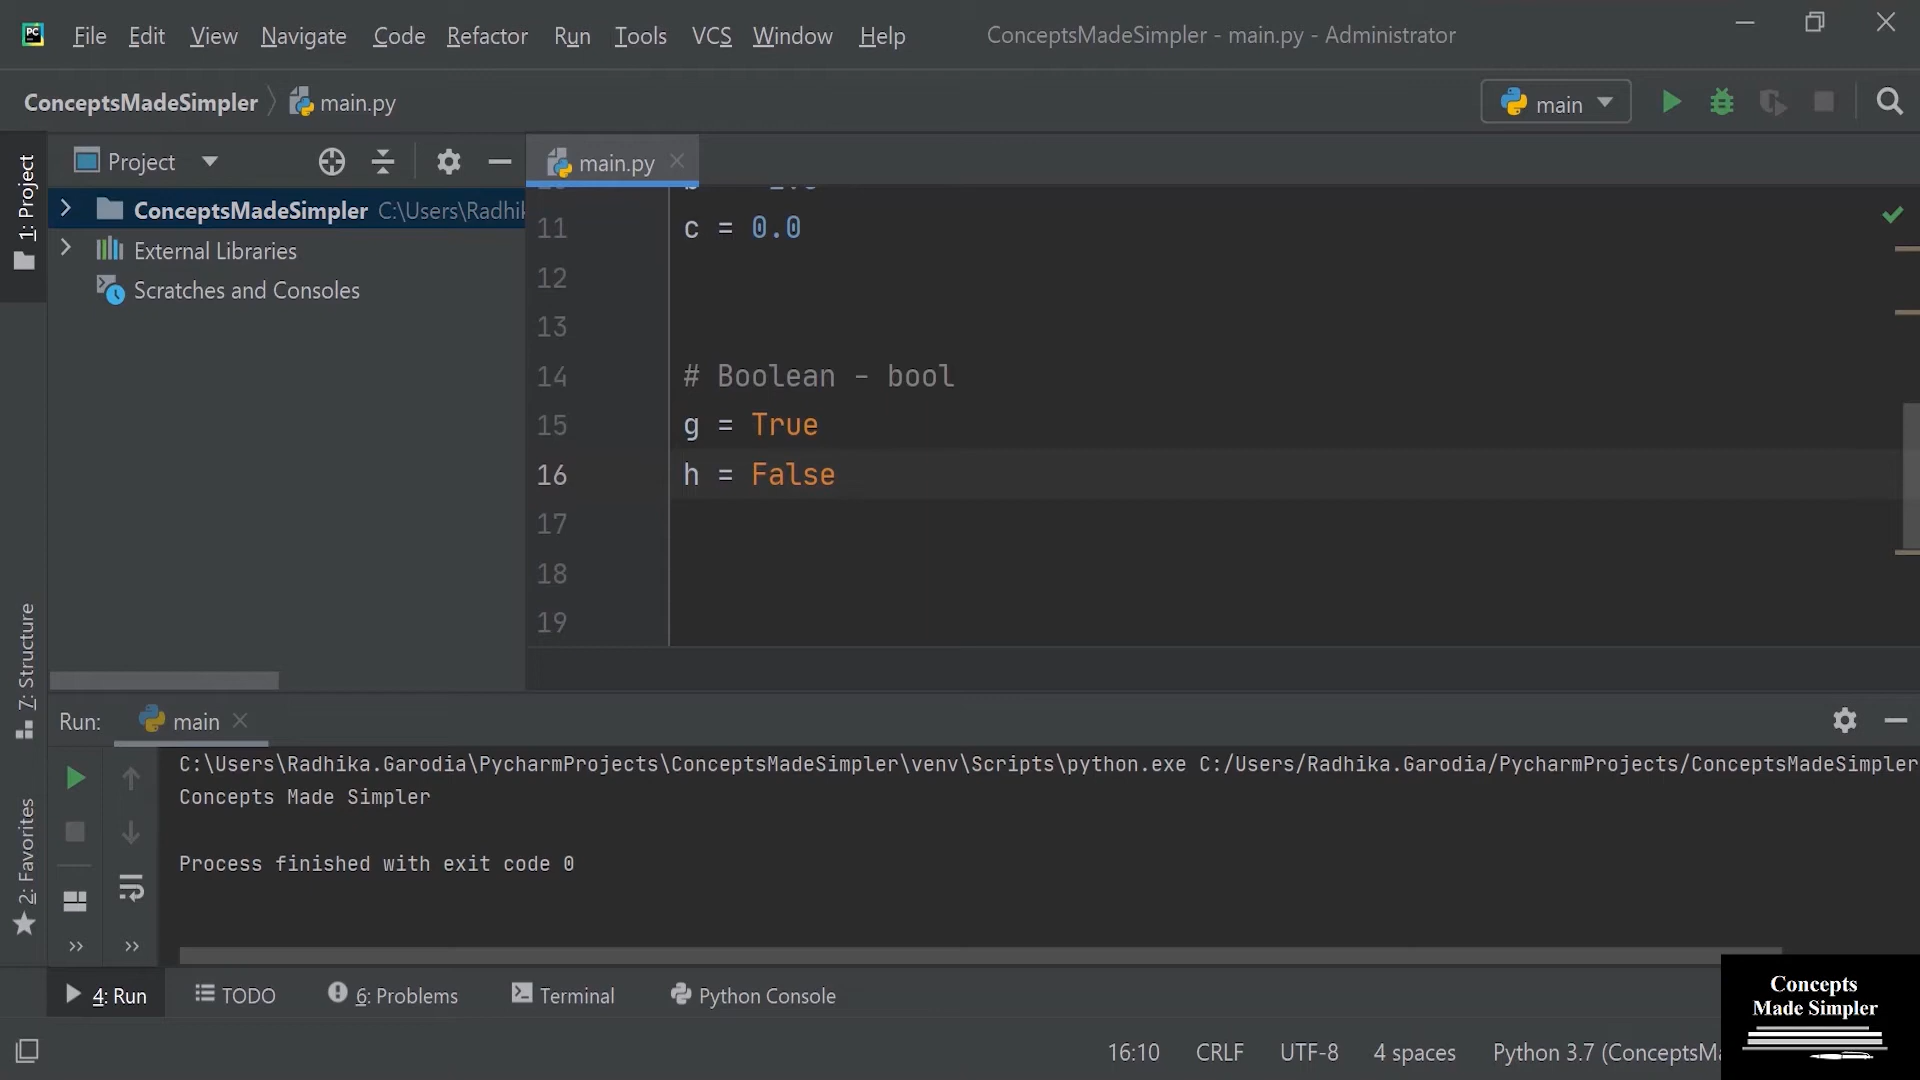 File Edit View Navigate Code Refactor Run Tools VCS Window Help ConceptsMadeSimpler - main.py - Administrator
ConceptsMadeSimpler main.py main
1: Project
Project
main.py
ConceptsMadeSimpler C:\Users\Radhik
External Libraries
Scratches and Consoles
11 c = 0.0
12
13
14 # Boolean - bool
15 g = True
16 h = False
17
18
19
7: Structure
2: Favorites
Run: main
C:\Users\Radhika.Garodia\PycharmProjects\ConceptsMadeSimpler\venv\Scripts\python.exe C:/Users/Radhika.Garodia/PycharmProjects/ConceptsMadeSimpler
Concepts Made Simpler
Process finished with exit code 0
4: Run TODO 6: Problems Terminal Python Console
16:10 CRLF UTF-8 4 spaces Python 3.7 (ConceptsMa
Concepts
Made Simpler